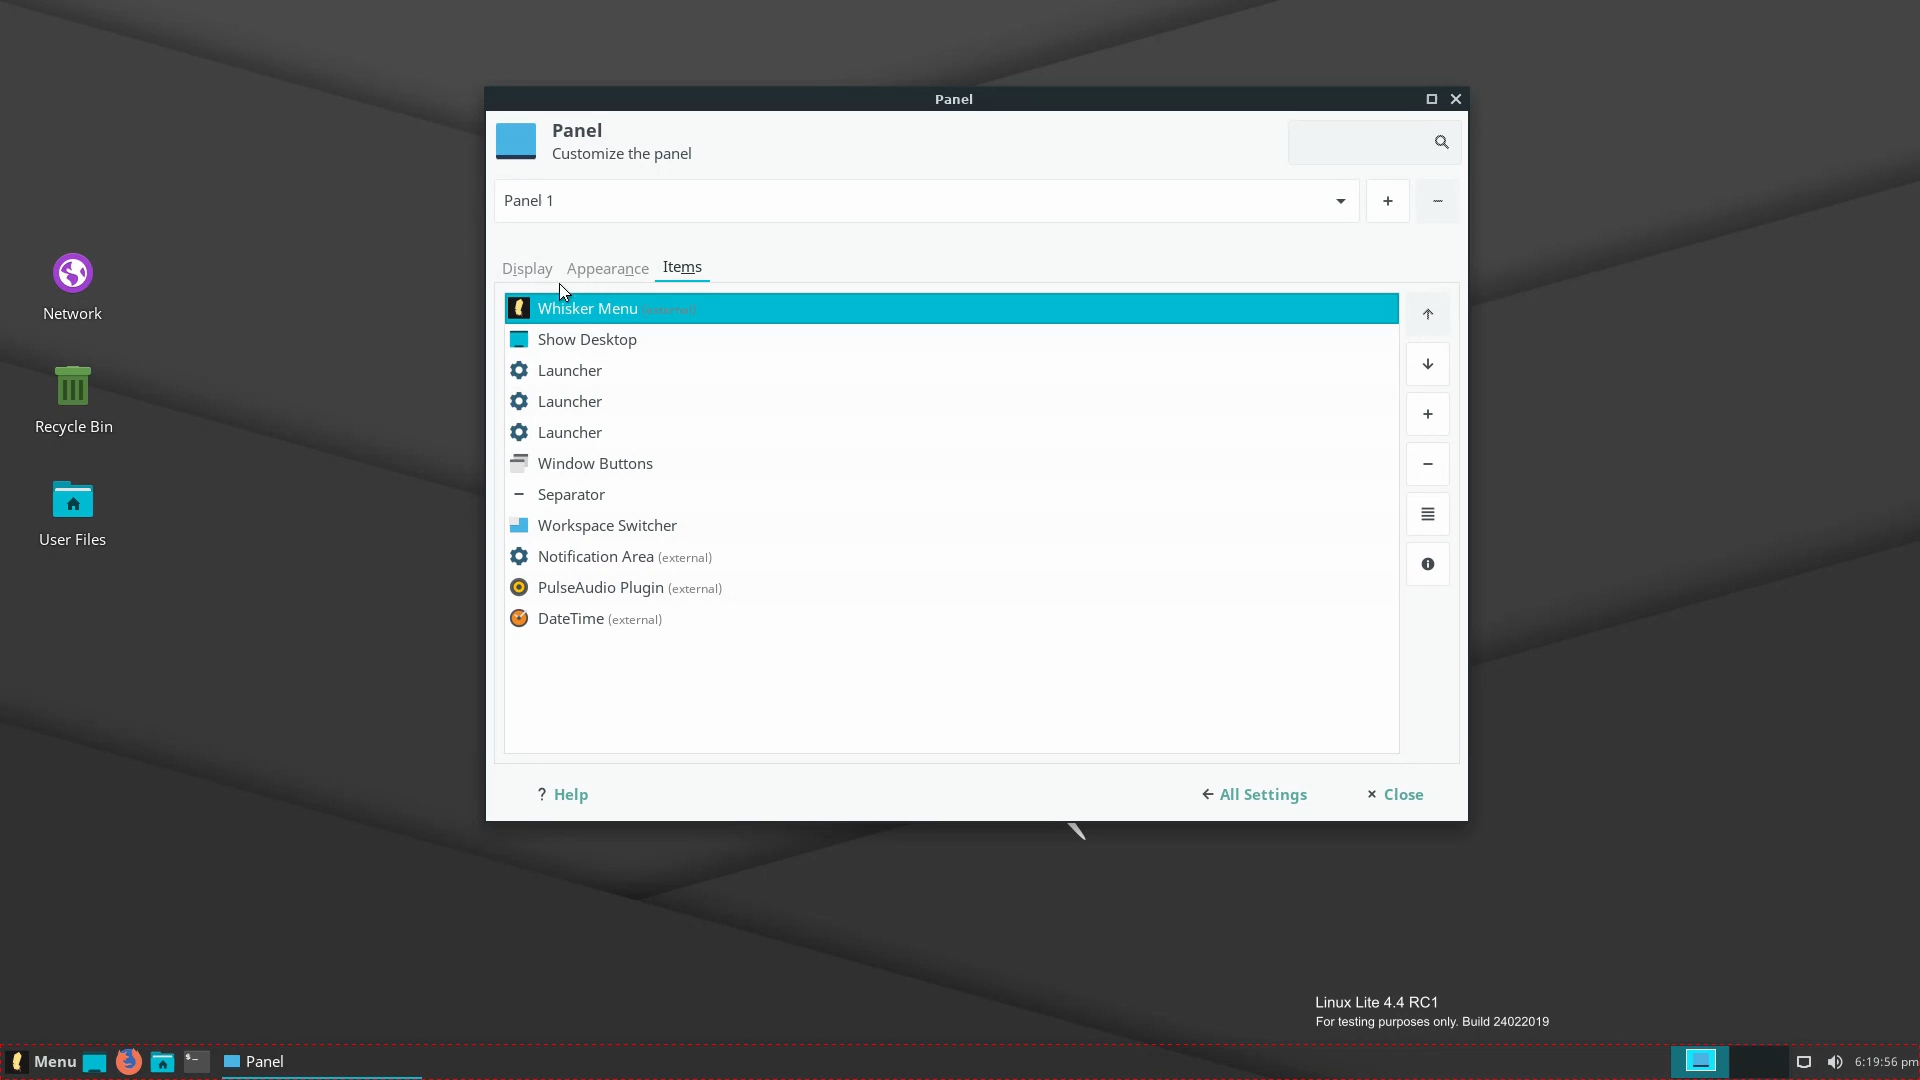 Panel
Panel
Customize the panel
Panel 1
Display Appearance Items
Whisker Menu (external)
Show Desktop
Launcher
Launcher
Launcher
Window Buttons
Separator
Workspace Switcher
Notification Area (external)
PulseAudio Plugin (external)
DateTime (external)
? Help
All Settings
Close
Network
Recycle Bin
User Files
Linux Lite 4.4 RC1
For testing purposes only. Build 24022019
Menu
Panel
6:19:56 pm